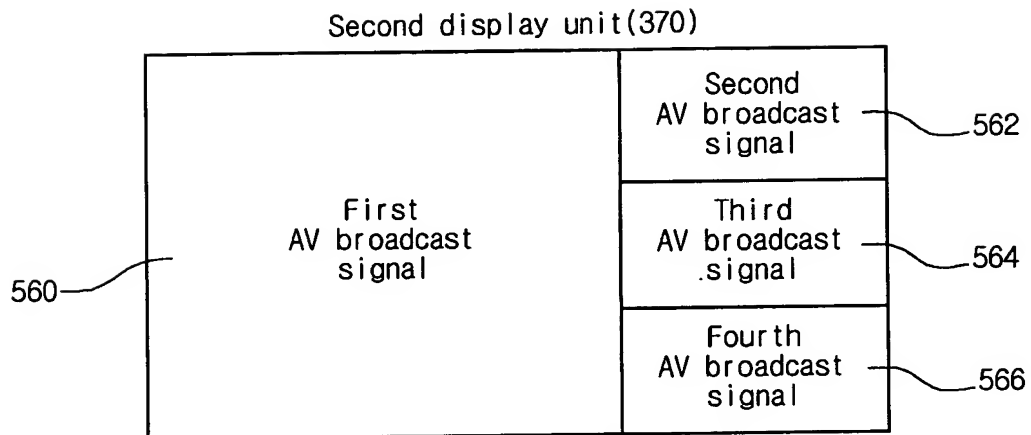 Second display unit(370)
First
AV broadcast
signal
560
Second
AV broadcast
signal
562
Third
AV broadcast
.signal
564
Fourth
AV broadcast
signal
566